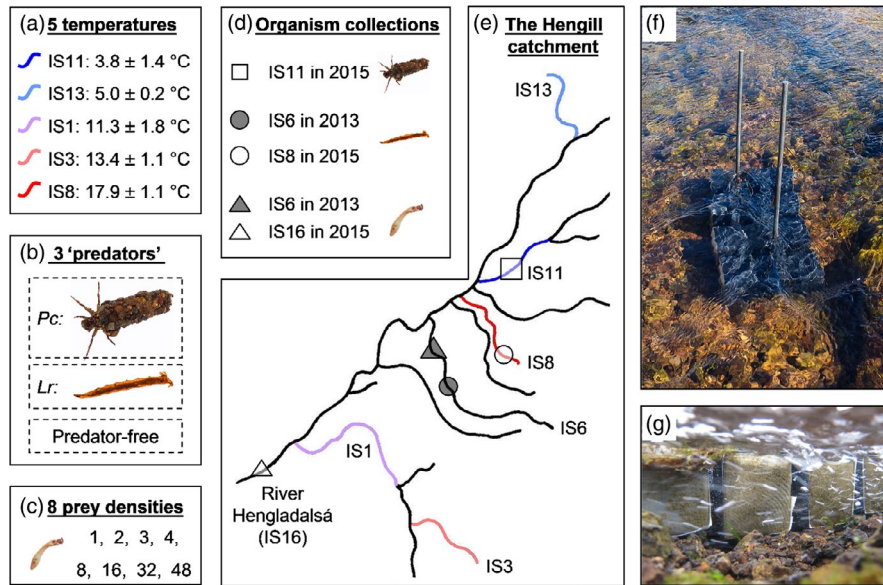 (a) 5 temperatures
IS11: 3.8 ± 1.4 °C
IS13: 5.0 ± 0.2 °C
IS1: 11.3 ± 1.8 °C
IS3: 13.4 ± 1.1 °C
IS8: 17.9 ± 1.1 °C
(b) 3 ‘predators’
Pc:
Lr:
Predator-free
(c) 8 prey densities
1, 2, 3, 4,
8, 16, 32, 48
(d) Organism collections
IS11 in 2015
IS6 in 2013
IS8 in 2015
IS6 in 2013
IS16 in 2015
(e) The Hengill
catchment
IS13
IS11
IS8
IS6
IS1
River
Hengladalsá
(IS16)
IS3
(f)
(g)